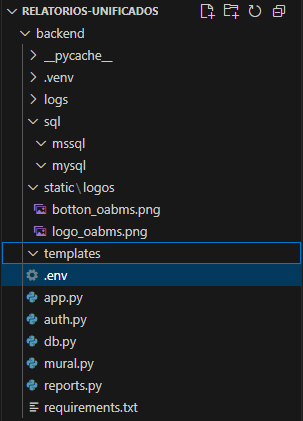 RELATORIOS-UNIFICADOS
backend
__pycache__
.venv
logs
sql
mssql
mysql
static\logos
botton_oabms.png
logo_oabms.png
templates
.env
app.py
auth.py
db.py
mural.py
reports.py
requirements.txt